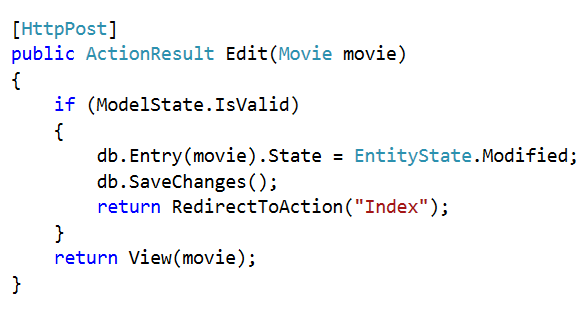 [HttpPost]
public ActionResult Edit(Movie movie)
{
    if (ModelState.IsValid)
    {
        db.Entry(movie).State = EntityState.Modified;
        db.SaveChanges();
        return RedirectToAction("Index");
    }
    return View(movie);
}